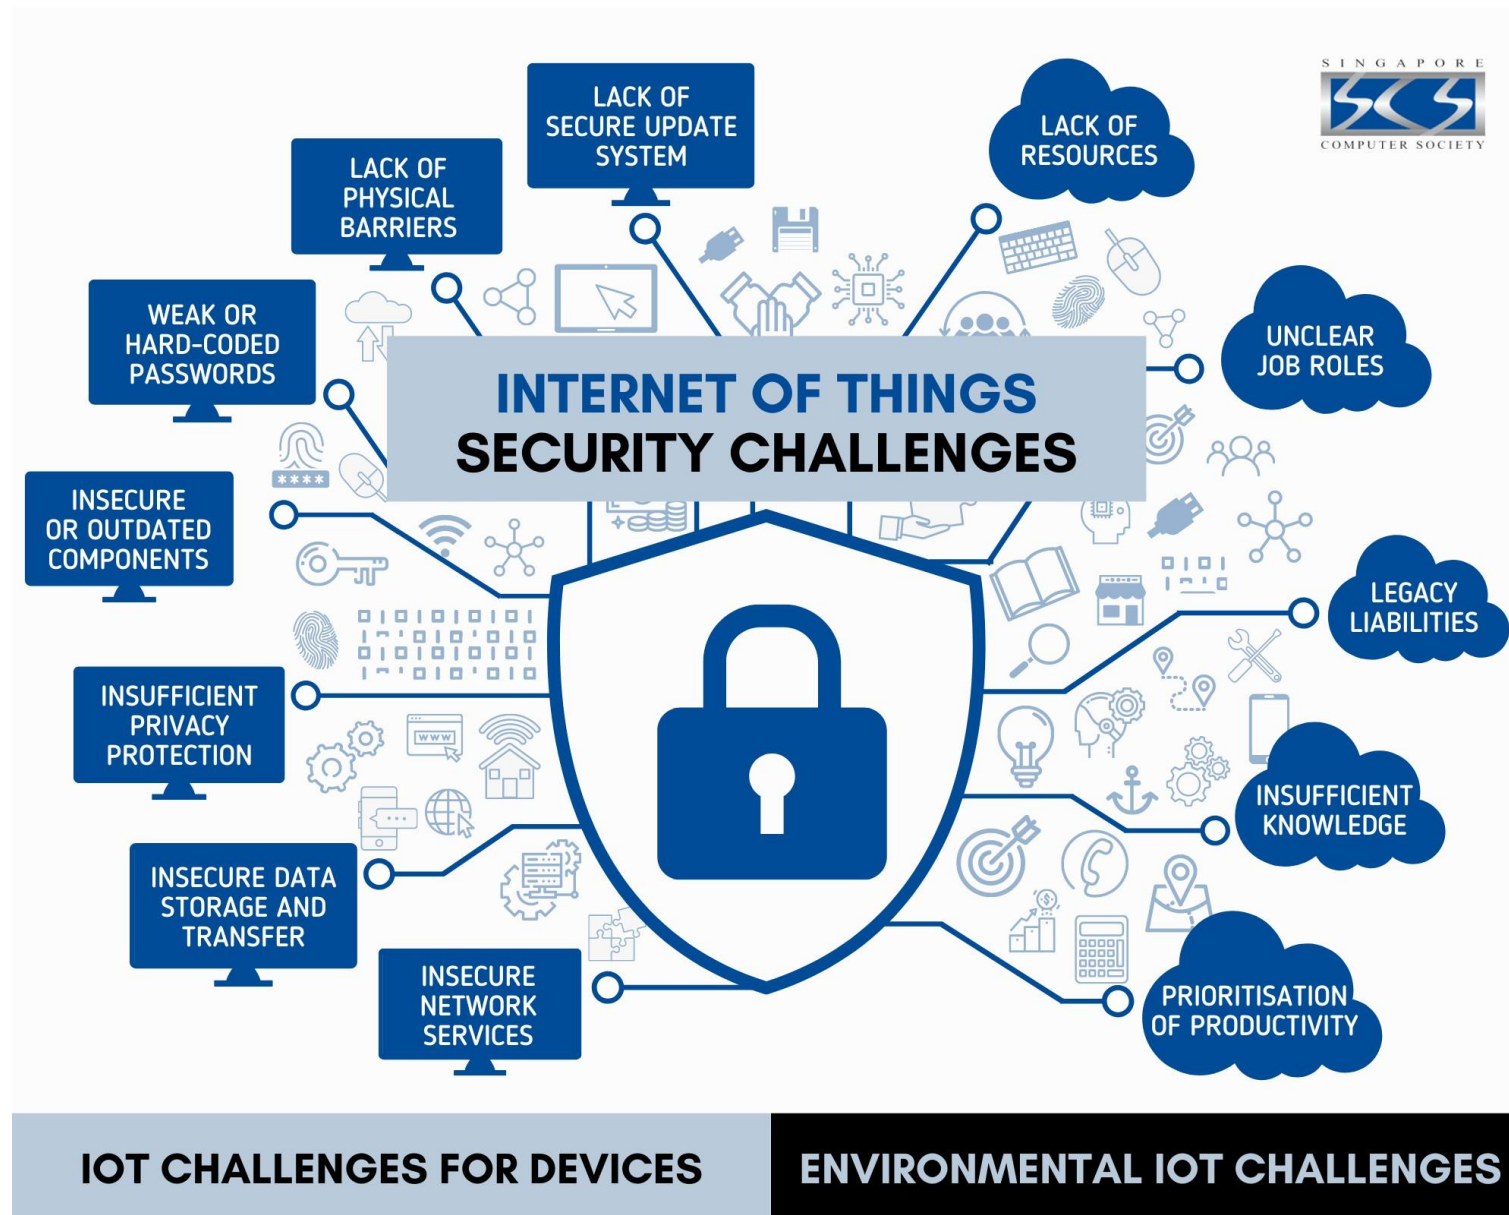 SINGAPORE
SCS
COMPUTER SOCIETY
LACK OF
SECURE UPDATE
SYSTEM
LACK OF
RESOURCES
LACK OF
PHYSICAL
BARRIERS
WEAK OR
HARD-CODED
PASSWORDS
UNCLEAR
JOB ROLES
INTERNET OF THINGS
SECURITY CHALLENGES
****
INSECURE
OR OUTDATED
COMPONENTS
LEGACY
LIABILITIES
INSUFFICIENT
PRIVACY
PROTECTION
WWW
INSUFFICIENT
KNOWLEDGE
INSECURE DATA
STORAGE AND
TRANSFER
INSECURE
NETWORK
SERVICES
PRIORITISATION
OF PRODUCTIVITY
IOT CHALLENGES FOR DEVICES
ENVIRONMENTAL IOT CHALLENGES